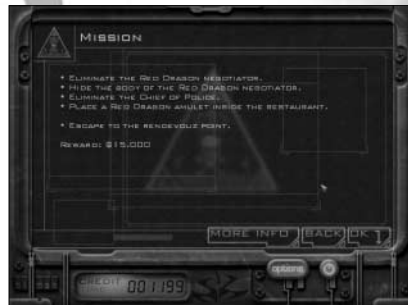 MISSION
* ELIMINATE THE RED DRAGON NEGOTIATOR.
* HIDE THE BODY OF THE RED DRAGON NEGOTIATOR.
* ELIMINATE THE CHIEF OF POLICE.
* PLACE A RED DRAGON AMULET INSIDE THE RESTAURANT.
* ESCAPE TO THE RENDEVOUZ POINT.
REWARD: $15.000
MORE INFO BACK OK
CREDIT 001199 options